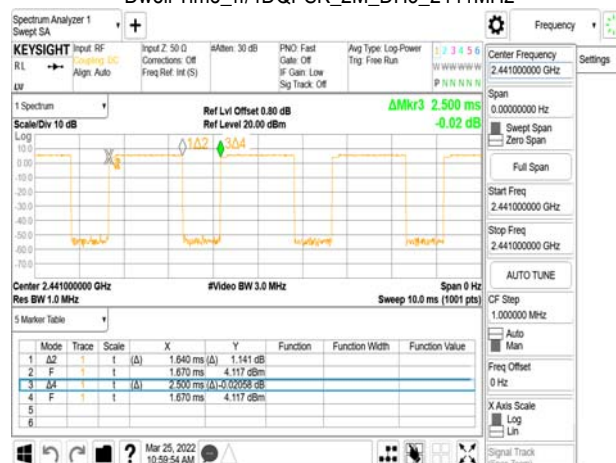 Spectrum Analyzer 1
Swept SA
+
Frequency
Settings
KEYSIGHT
RL
Input: RF
Coupling: DC
Align: Auto
Input Z: 50 Ω
Corrections: Off
Freq Ref: Int (S)
#Atten: 30 dB
PNO: Fast
Gate: Off
IF Gain: Low
Sig Track: Off
Avg Type: Log-Power
Trig: Free Run
1 2 3 4 5 6
W W W W W W
P N N N N N
1 Spectrum
Scale/Div 10 dB
Log
Ref Lvl Offset 0.80 dB
Ref Level 20.00 dBm
ΔMkr3 2.500 ms
-0.02 dB
10.0
0.00
-10.0
-20.0
-30.0
-40.0
-50.0
-60.0
-70.0
1Δ2
3Δ4
Center 2.441000000 GHz
Res BW 1.0 MHz
#Video BW 3.0 MHz
Span 0 Hz
Sweep 10.0 ms (1001 pts)
5 Marker Table
Mode Trace Scale X Y Function Function Width Function Value
1 Δ2 1 t (Δ) 1.640 ms (Δ) 1.141 dB
2 F 1 t 1.670 ms 4.117 dBm
3 Δ4 1 t (Δ) 2.500 ms (Δ) -0.02058 dB
4 F 1 t 1.670 ms 4.117 dBm
5
6
Mar 25, 2022
10:59:54 AM
Center Frequency
2.441000000 GHz
Span
0.00000000 Hz
Swept Span
Zero Span
Full Span
Start Freq
2.441000000 GHz
Stop Freq
2.441000000 GHz
AUTO TUNE
CF Step
1.000000 MHz
Auto
Man
Freq Offset
0 Hz
X Axis Scale
Log
Lin
Signal Track